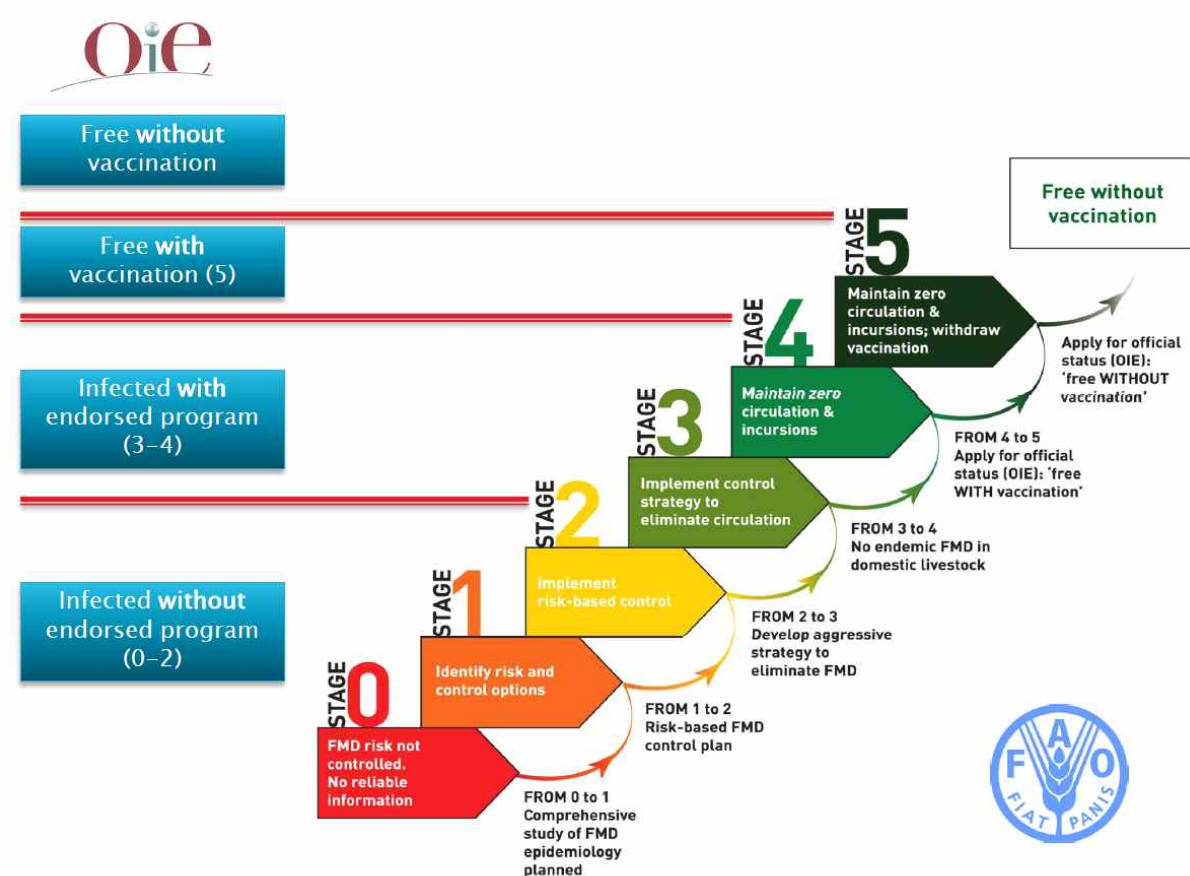 OiE
Free without
vaccination
Free with
vaccination (5)
Infected with
endorsed program
(3-4)
Infected without
endorsed program
(0-2)
STAGE 0
FMD risk not
controlled.
No reliable
information
FROM 0 to 1
Comprehensive
study of FMD
epidemiology
planned
STAGE 1
Identify risk and
control options
FROM 1 to 2
Risk-based FMD
control plan
STAGE 2
Implement
risk-based control
FROM 2 to 3
Develop aggressive
strategy to
eliminate FMD
STAGE 3
Implement control
strategy to
eliminate circulation
FROM 3 to 4
No endemic FMD in
domestic livestock
STAGE 4
Maintain zero
circulation &
incursions
FROM 4 to 5
Apply for official
status (OIE): 'free
WITH vaccination'
STAGE 5
Maintain zero
circulation &
incursions; withdraw
vaccination
Apply for official
status (OIE):
'free WITHOUT
vaccination'
Free without
vaccination
FAO
FIAT PANIS